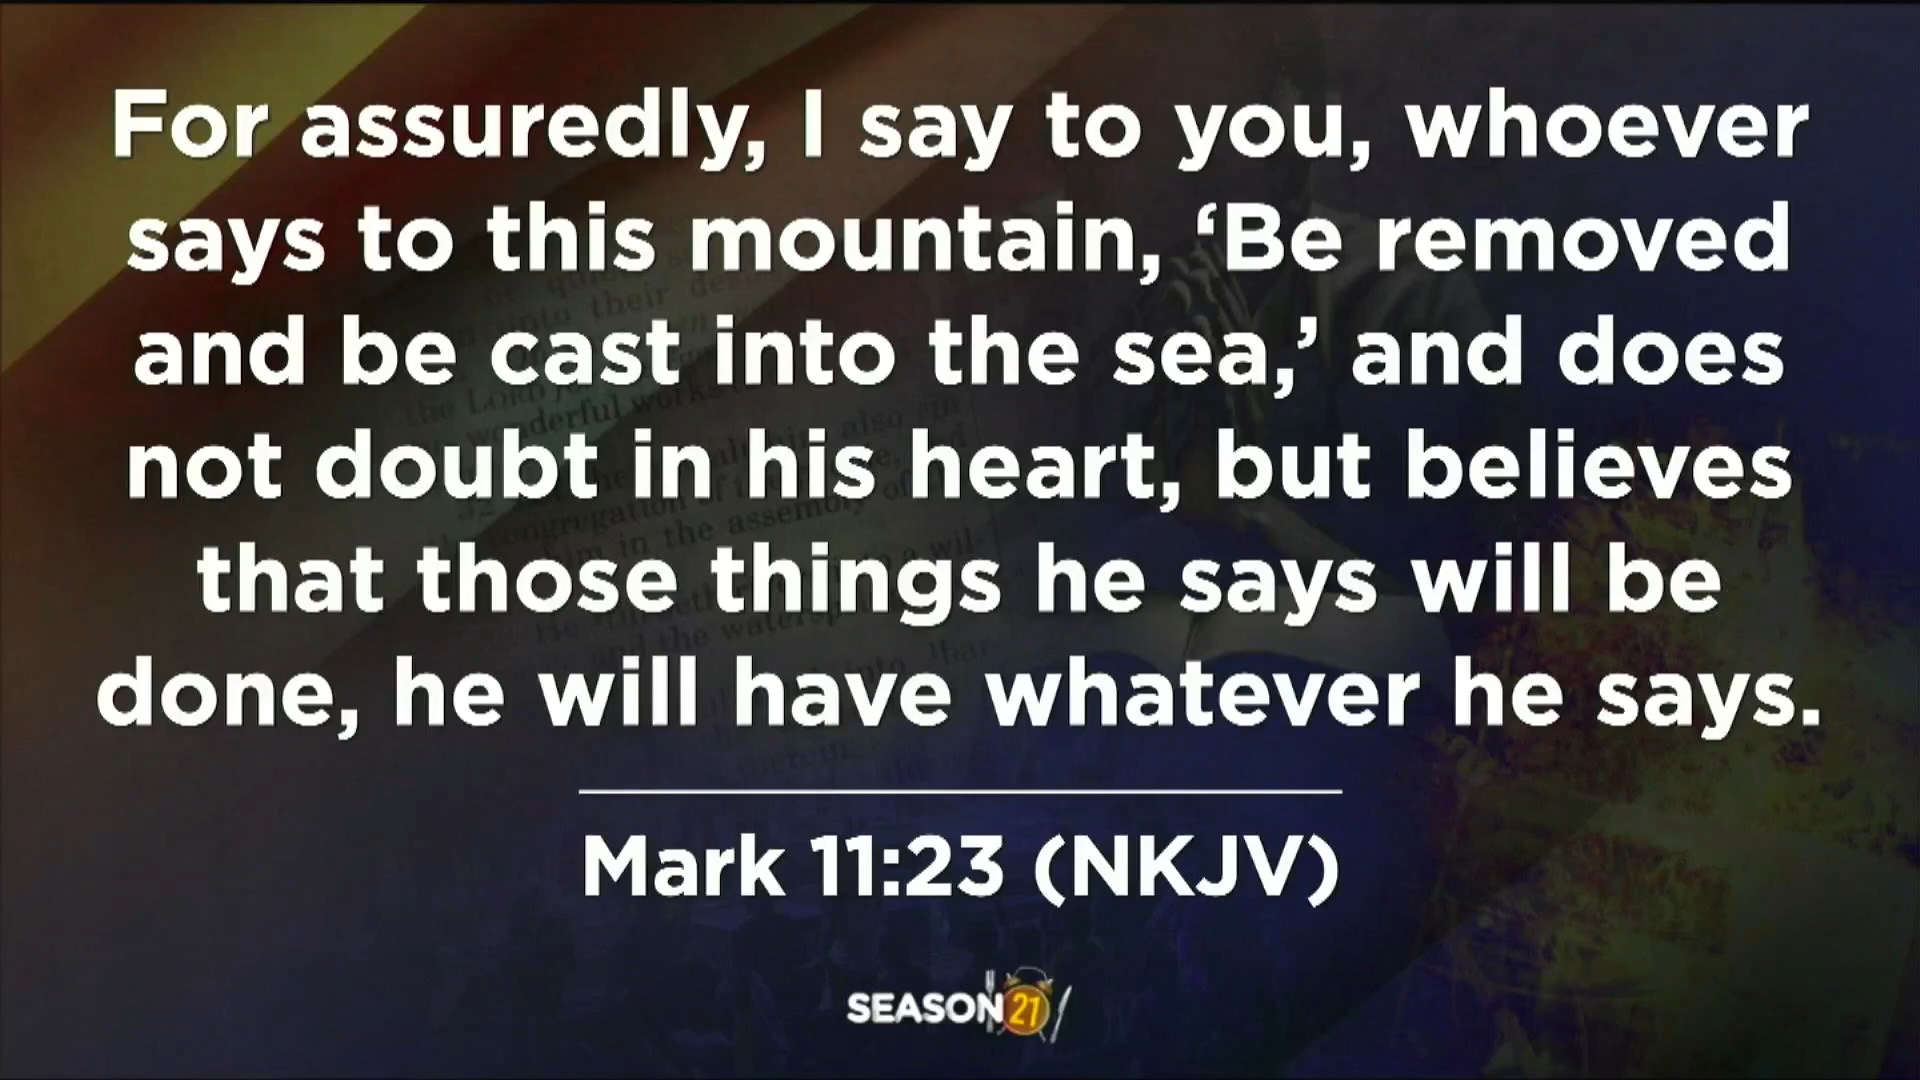 For assuredly, I say to you, whoever
says to this mountain, ‘Be removed
and be cast into the sea,’ and does
not doubt in his heart, but believes
that those things he says will be
done, he will have whatever he says.
Mark 11:23 (NKJV)
SEASON 21